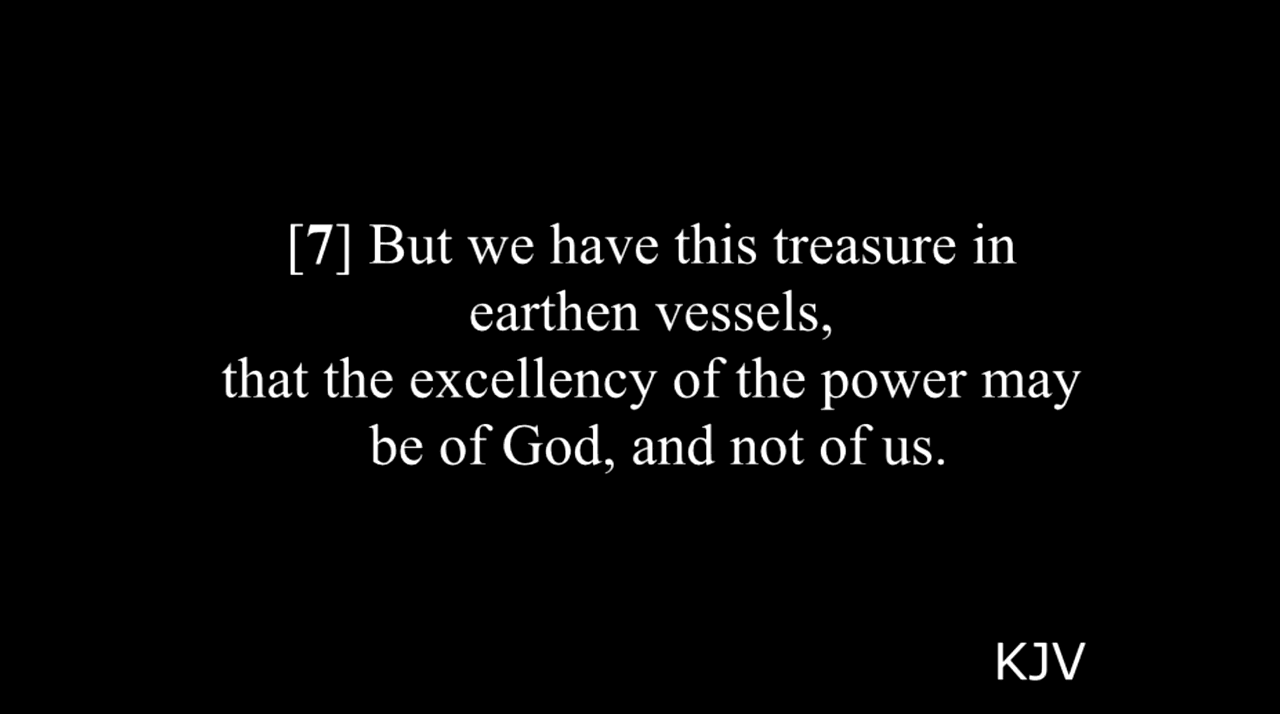 [7] But we have this treasure in
earthen vessels,
that the excellency of the power may
be of God, and not of us.
KJV